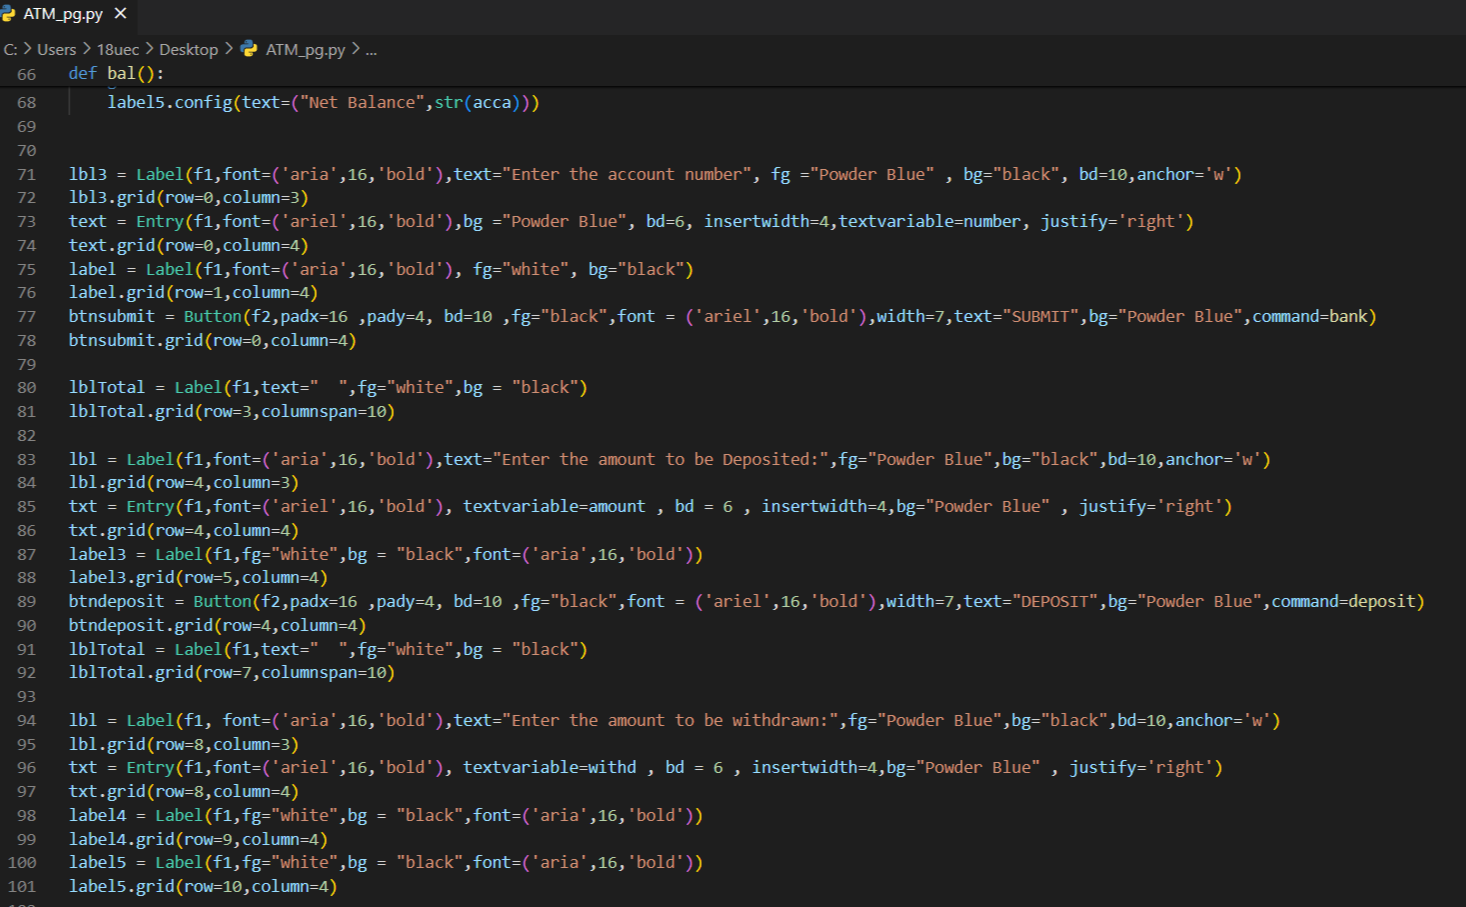 ATM_pg.py ×
C: > Users > 18uec > Desktop > ATM_pg.py > ...
66 def bal():
68 label5.config(text=("Net Balance",str(acca)))
69
70
71 lbl3 = Label(f1,font=('aria',16,'bold'),text="Enter the account number", fg ="Powder Blue" , bg="black", bd=10,anchor='w')
72 lbl3.grid(row=0,column=3)
73 text = Entry(f1,font=('ariel',16,'bold'),bg ="Powder Blue", bd=6, insertwidth=4,textvariable=number, justify='right')
74 text.grid(row=0,column=4)
75 label = Label(f1,font=('aria',16,'bold'), fg="white", bg="black")
76 label.grid(row=1,column=4)
77 btnsubmit = Button(f2,padx=16 ,pady=4, bd=10 ,fg="black",font = ('ariel',16,'bold'),width=7,text="SUBMIT",bg="Powder Blue",command=bank)
78 btnsubmit.grid(row=0,column=4)
79
80 lblTotal = Label(f1,text="  ",fg="white",bg = "black")
81 lblTotal.grid(row=3,columnspan=10)
82
83 lbl = Label(f1,font=('aria',16,'bold'),text="Enter the amount to be Deposited:",fg="Powder Blue",bg="black",bd=10,anchor='w')
84 lbl.grid(row=4,column=3)
85 txt = Entry(f1,font=('ariel',16,'bold'), textvariable=amount , bd = 6 , insertwidth=4,bg="Powder Blue" , justify='right')
86 txt.grid(row=4,column=4)
87 label3 = Label(f1,fg="white",bg = "black",font=('aria',16,'bold'))
88 label3.grid(row=5,column=4)
89 btndeposit = Button(f2,padx=16 ,pady=4, bd=10 ,fg="black",font = ('ariel',16,'bold'),width=7,text="DEPOSIT",bg="Powder Blue",command=deposit)
90 btndeposit.grid(row=4,column=4)
91 lblTotal = Label(f1,text="  ",fg="white",bg = "black")
92 lblTotal.grid(row=7,columnspan=10)
93
94 lbl = Label(f1, font=('aria',16,'bold'),text="Enter the amount to be withdrawn:",fg="Powder Blue",bg="black",bd=10,anchor='w')
95 lbl.grid(row=8,column=3)
96 txt = Entry(f1,font=('ariel',16,'bold'), textvariable=withd , bd = 6 , insertwidth=4,bg="Powder Blue" , justify='right')
97 txt.grid(row=8,column=4)
98 label4 = Label(f1,fg="white",bg = "black",font=('aria',16,'bold'))
99 label4.grid(row=9,column=4)
100 label5 = Label(f1,fg="white",bg = "black",font=('aria',16,'bold'))
101 label5.grid(row=10,column=4)